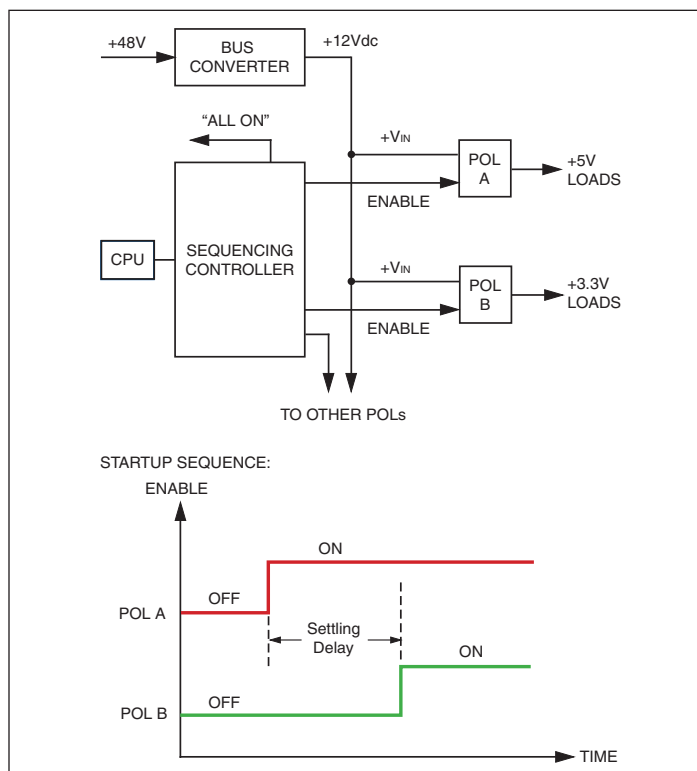 +48V
BUS
CONVERTER
+12Vdc
“ALL ON”
+VIN
POL
A
+5V
LOADS
ENABLE
CPU
SEQUENCING
CONTROLLER
+VIN
POL
B
+3.3V
LOADS
ENABLE
TO OTHER POLs
STARTUP SEQUENCE:
ENABLE
ON
OFF
POL A
Settling
Delay
ON
OFF
POL B
TIME